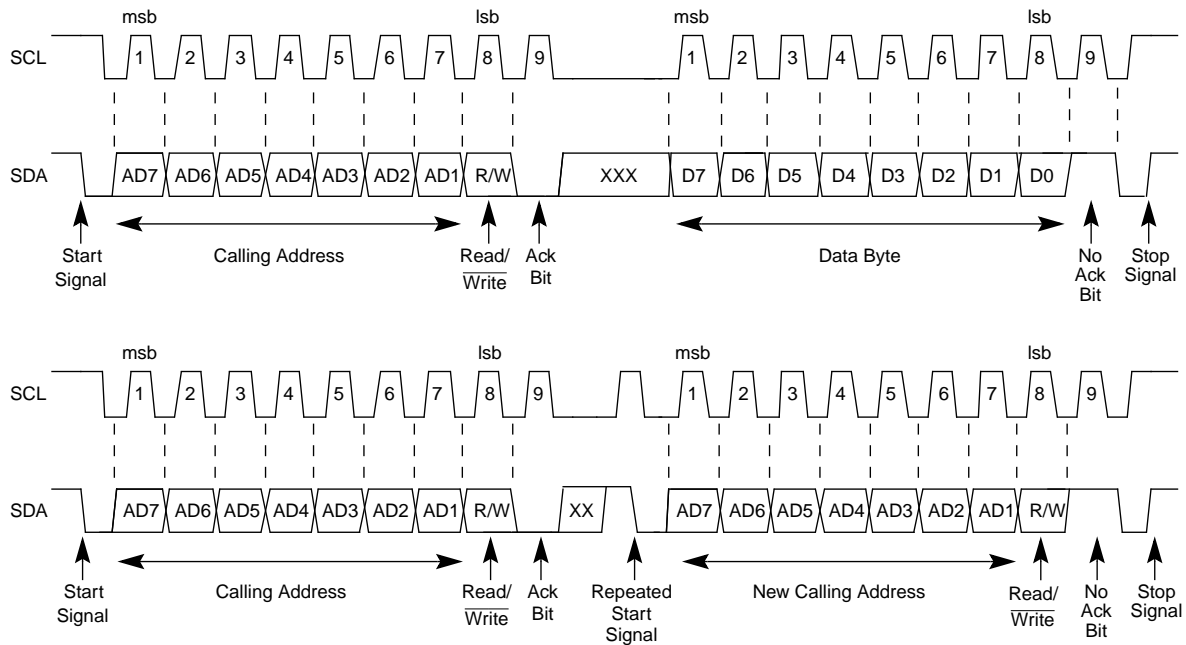 msb lsb msb lsb
SCL 1 2 3 4 5 6 7 8 9 1 2 3 4 5 6 7 8 9
SDA AD7 AD6 AD5 AD4 AD3 AD2 AD1 R/W XXX D7 D6 D5 D4 D3 D2 D1 D0
Start Signal
Calling Address
Read/
Write
Ack
Bit
Data Byte
No
Ack
Bit
Stop
Signal
msb lsb msb lsb
SCL 1 2 3 4 5 6 7 8 9 1 2 3 4 5 6 7 8 9
SDA AD7 AD6 AD5 AD4 AD3 AD2 AD1 R/W XX AD7 AD6 AD5 AD4 AD3 AD2 AD1 R/W
Start
Signal
Calling Address
Read/
Write
Ack
Bit
Repeated
Start
Signal
New Calling Address
Read/
Write
No
Ack
Bit
Stop
Signal